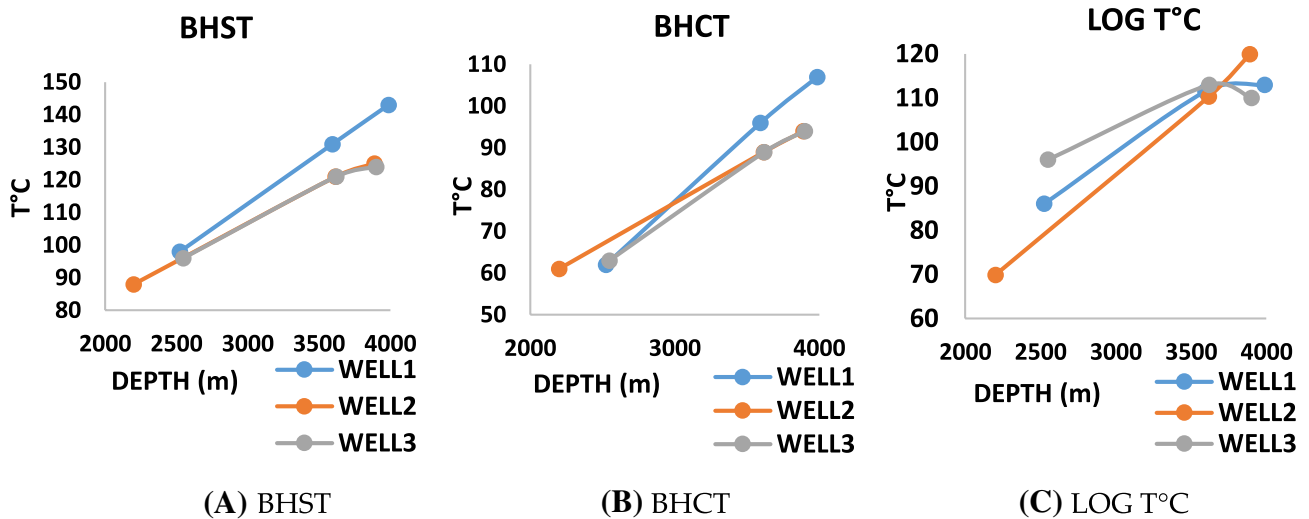 BHST
150
140
130
120
110
100
90
80
T°C
2000 2500 3000 3500 4000
DEPTH (m)
WELL1
WELL2
WELL3
(A) BHST
BHCT
110
100
90
80
70
60
50
T°C
2000 3000 4000
DEPTH (m)
WELL1
WELL2
WELL3
(B) BHCT
LOG T°C
120
110
100
90
80
70
60
T°C
2000 2500 3000 3500 4000
DEPTH (m)
WELL1
WELL2
WELL3
(C) LOG T°C